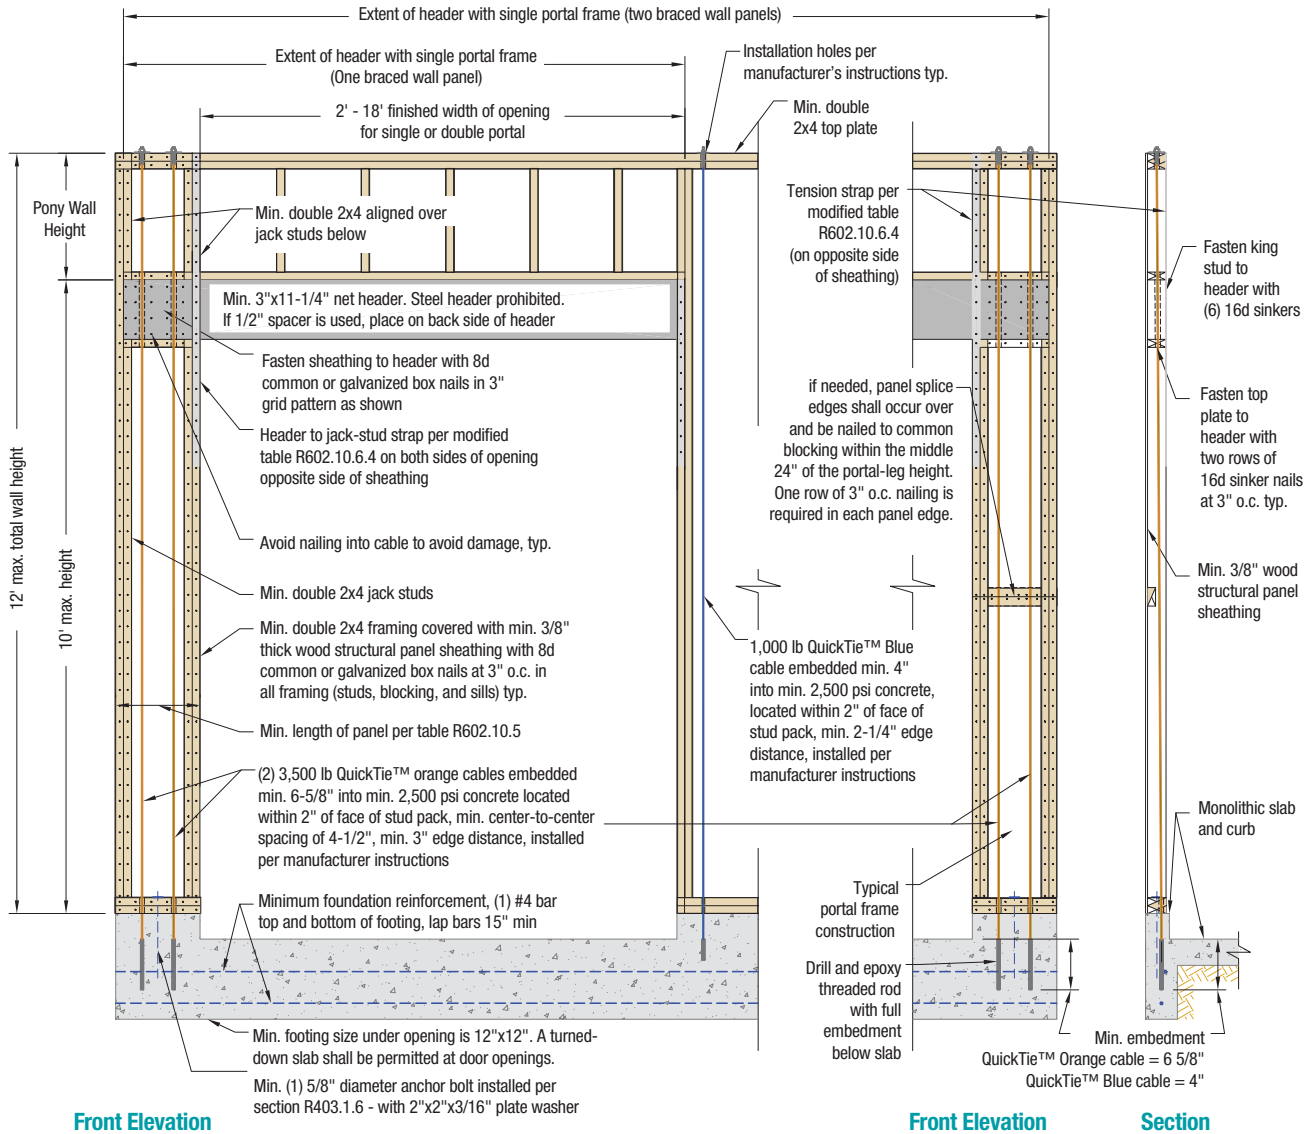 Extent of header with single portal frame (two braced wall panels)
Extent of header with single portal frame
(One braced wall panel)
2' - 18' finished width of opening
for single or double portal
Installation holes per
manufacturer's instructions typ.
Min. double
2x4 top plate
Pony Wall
Height
Min. double 2x4 aligned over
jack studs below
Tension strap per
modified table
R602.10.6.4
(on opposite side
of sheathing)
Fasten king
stud to
header with
(6) 16d sinkers
Min. 3"x11-1/4" net header. Steel header prohibited.
If 1/2" spacer is used, place on back side of header
Fasten sheathing to header with 8d
common or galvanized box nails in 3"
grid pattern as shown
Header to jack-stud strap per modified
table R602.10.6.4 on both sides of opening
opposite side of sheathing
if needed, panel splice
edges shall occur over
and be nailed to common
blocking within the middle
24" of the portal-leg height.
One row of 3" o.c. nailing is
required in each panel edge.
Fasten top
plate to
header with
two rows of
16d sinker nails
at 3" o.c. typ.
12' max. total wall height
10' max. height
Avoid nailing into cable to avoid damage, typ.
Min. double 2x4 jack studs
Min. 3/8" wood
structural panel
sheathing
Min. double 2x4 framing covered with min. 3/8"
thick wood structural panel sheathing with 8d
common or galvanized box nails at 3" o.c. in
all framing (studs, blocking, and sills) typ.
1,000 lb QuickTie™ Blue
cable embedded min. 4"
into min. 2,500 psi concrete,
located within 2" of face of
stud pack, min. 2-1/4" edge
distance, installed per
manufacturer instructions
Min. length of panel per table R602.10.5
(2) 3,500 lb QuickTie™ orange cables embedded
min. 6-5/8" into min. 2,500 psi concrete located
within 2" of face of stud pack, min. center-to-center
spacing of 4-1/2", min. 3" edge distance, installed
per manufacturer instructions
Monolithic slab
and curb
Minimum foundation reinforcement, (1) #4 bar
top and bottom of footing, lap bars 15" min
Typical
portal frame
construction
Drill and epoxy
threaded rod
with full
embedment
below slab
Min. footing size under opening is 12"x12". A turned-
down slab shall be permitted at door openings.
Min. (1) 5/8" diameter anchor bolt installed per
section R403.1.6 - with 2"x2"x3/16" plate washer
Min. embedment
QuickTie™ Orange cable = 6 5/8"
QuickTie™ Blue cable = 4"
Front Elevation
Front Elevation
Section